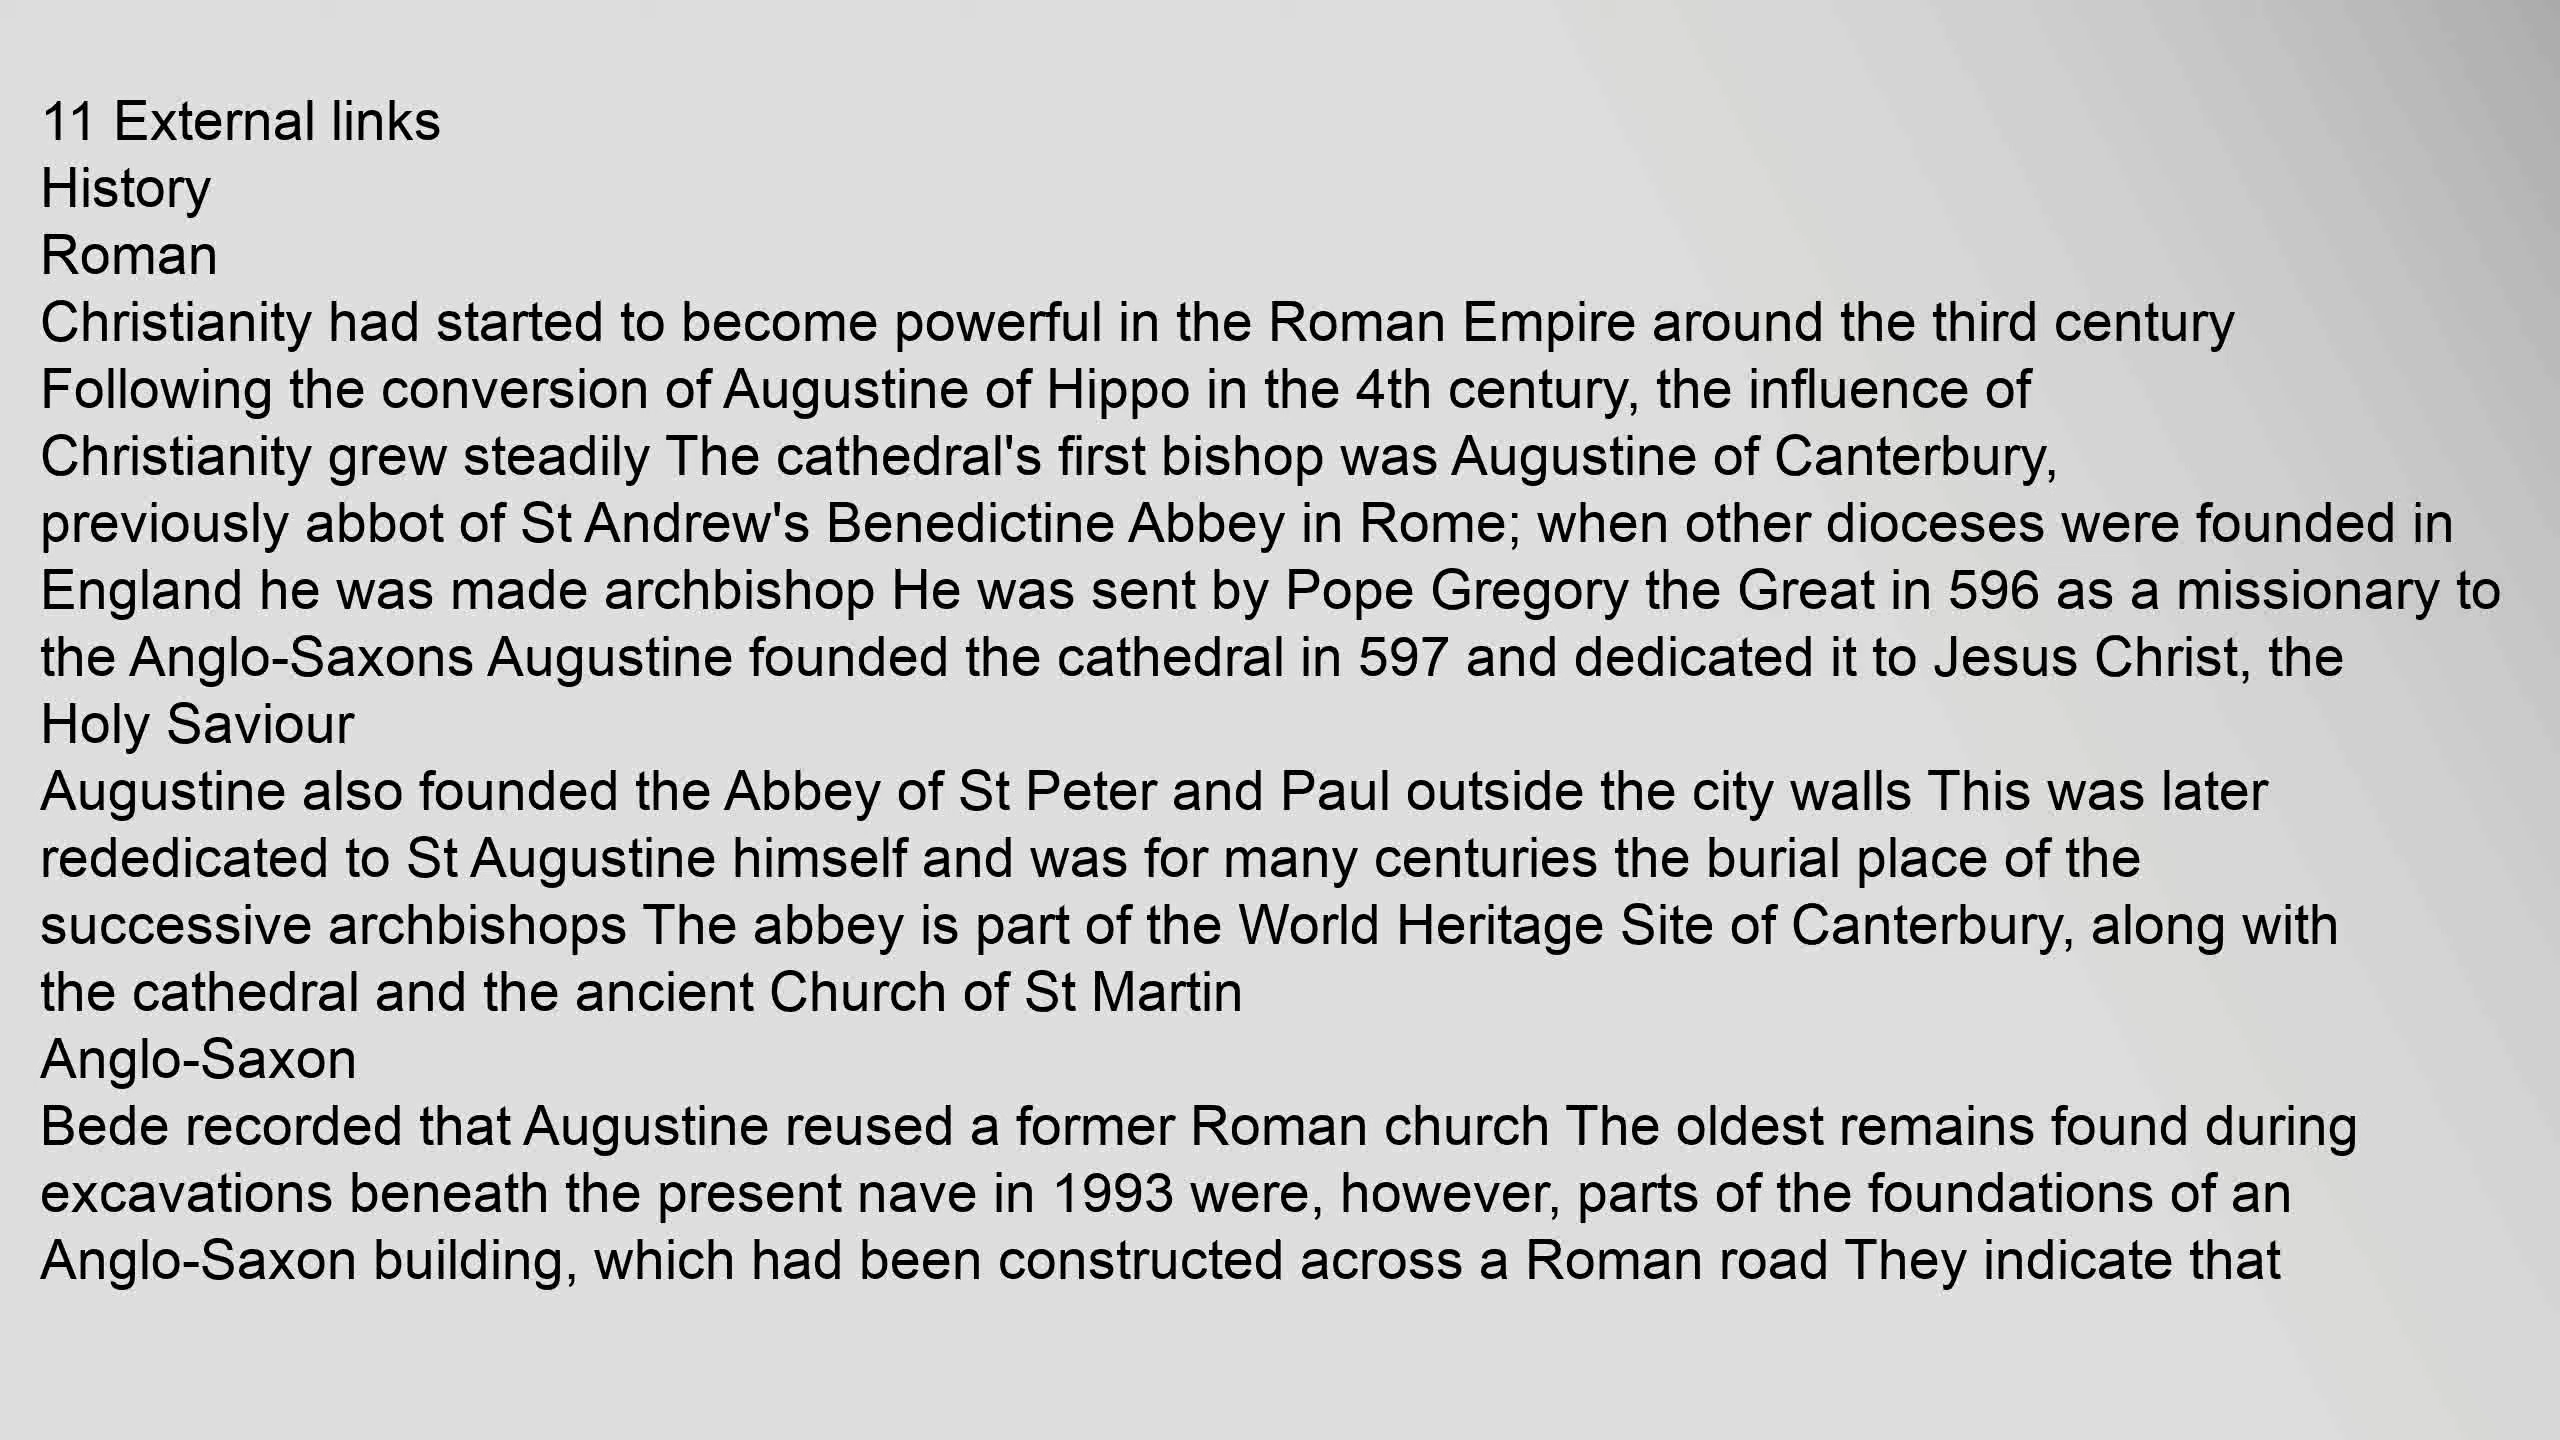 11 External links
History
Roman
Christianity had started to become powerful in the Roman Empire around the third century
Following the conversion of Augustine of Hippo in the 4th century, the influence of
Christianity grew steadily The cathedral's first bishop was Augustine of Canterbury,
previously abbot of St Andrew's Benedictine Abbey in Rome; when other dioceses were founded in
England he was made archbishop He was sent by Pope Gregory the Great in 596 as a missionary to
the Anglo-Saxons Augustine founded the cathedral in 597 and dedicated it to Jesus Christ, the
Holy Saviour
Augustine also founded the Abbey of St Peter and Paul outside the city walls This was later
rededicated to St Augustine himself and was for many centuries the burial place of the
successive archbishops The abbey is part of the World Heritage Site of Canterbury, along with
the cathedral and the ancient Church of St Martin
Anglo-Saxon
Bede recorded that Augustine reused a former Roman church The oldest remains found during
excavations beneath the present nave in 1993 were, however, parts of the foundations of an
Anglo-Saxon building, which had been constructed across a Roman road They indicate that